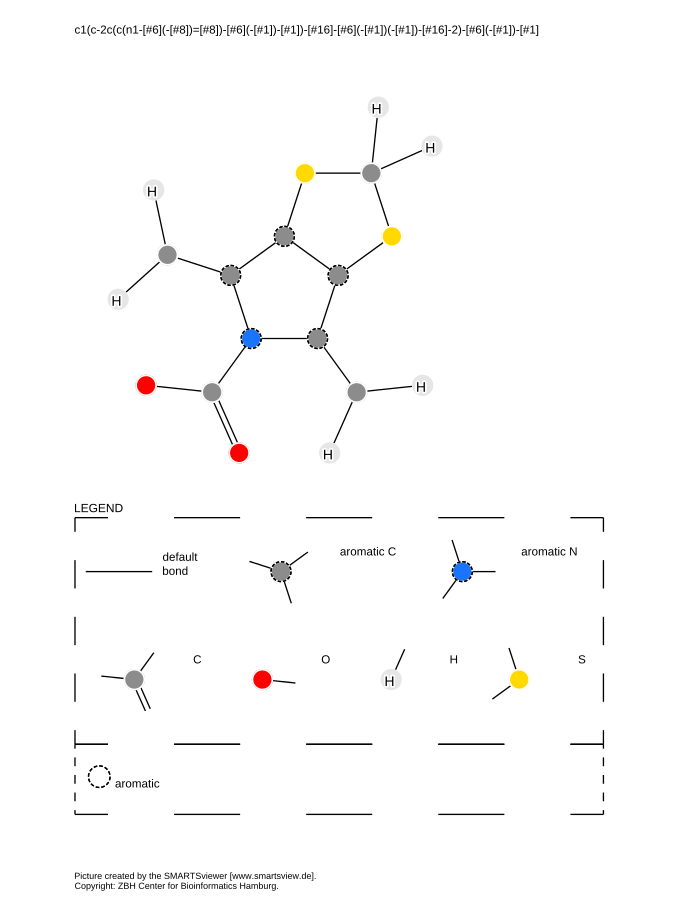 c1(c-2c(c(n1-[#6](-[#8])=[#8])-[#6](-[#1])-[#1])-[#16]-[#6](-[#1])(-[#1])-[#16]-2)-[#6](-[#1])-[#1]
H
H
H
H
H
H
LEGEND
default
bond
aromatic C
aromatic N
C
O
H
H
S
aromatic
Picture created by the SMARTSviewer [www.smartsview.de].
Copyright: ZBH Center for Bioinformatics Hamburg.